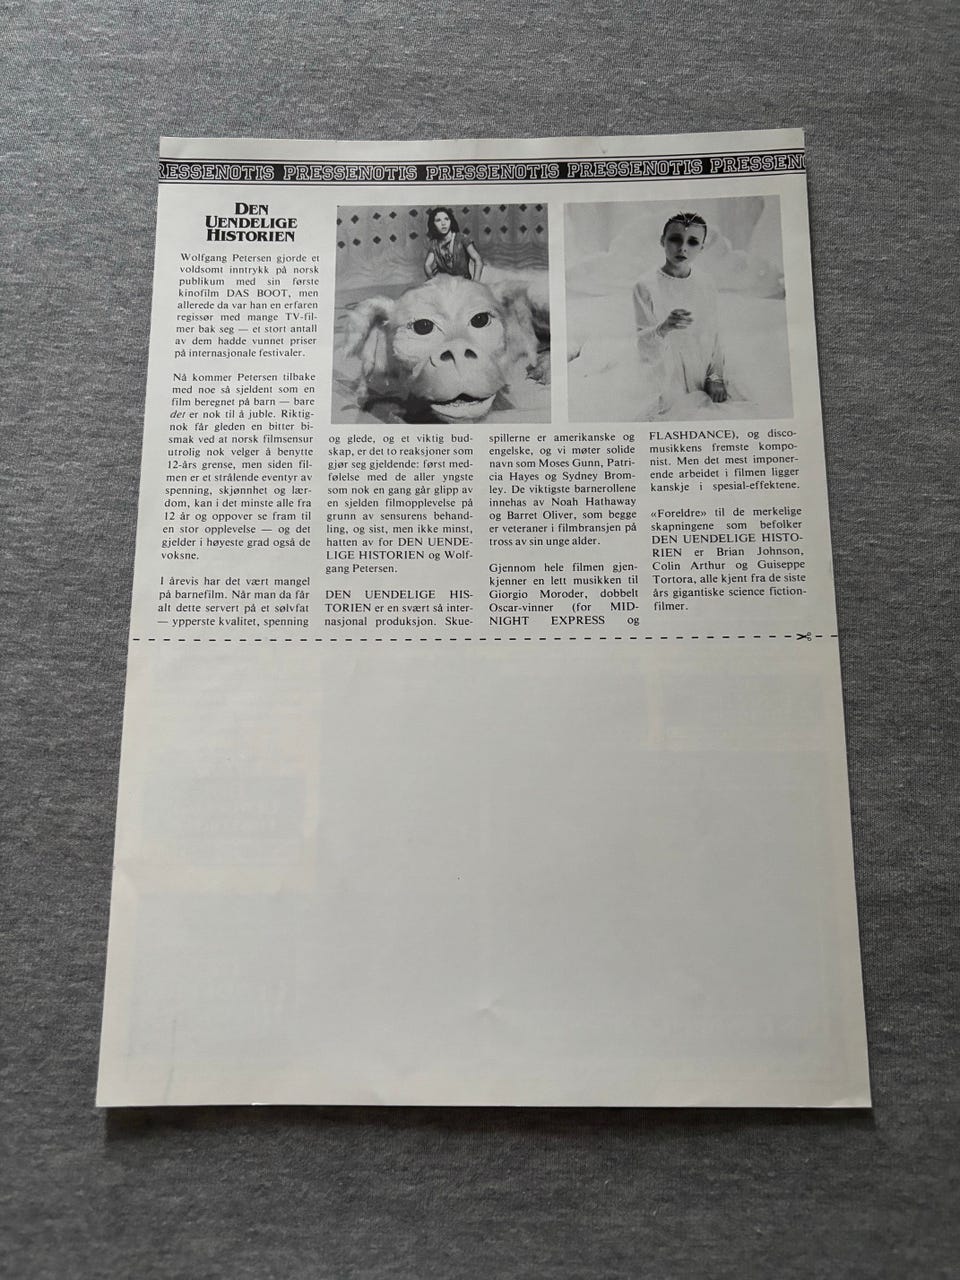 RESSENOTIS PRESSENOTIS PRESSENOTIS PRESSENOTIS PRESSEN
DEN
UENDELIGE
HISTORIEN
Wolfgang Petersen gjorde et
voldsomt inntrykk på norsk
publikum med sin første
kinofilm DAS BOOT, men
allerede da var han en erfaren
regissør med mange TV-fil-
mer bak seg — et stort antall
av dem hadde vunnet priser
på internasjonale festivaler.
Nå kommer Petersen tilbake
med noe så sjeldent som en
film beregnet på barn — bare
det er nok til å juble. Riktig-
nok får gleden en bitter bi-
smak ved at norsk filmsensur
utrolig nok velger å benytte
12-års grense, men siden fil-
men er et strålende eventyr av
spenning, skjønnhet og lær-
dom, kan i det minste alle fra
12 år og oppover se fram til
en stor opplevelse — og det
gjelder i høyeste grad også de
voksne.
I årevis har det vært mangel
på barnefilm. Når man da får
alt dette servert på et sølvfat
— ypperste kvalitet, spenning
og glede, og et viktig bud-
skap, er det to reaksjoner som
gjør seg gjeldende: først med-
følelse med de aller yngste
som nok en gang går glipp av
en sjelden filmopplevelse på
grunn av sensurens behand-
ling, og sist, men ikke minst,
hatten av for DEN UENDE-
LIGE HISTORIEN og Wolf-
gang Petersen.
DEN UENDELIGE HIS-
TORIEN er en svært så inter-
nasjonal produksjon. Skue-
spillerne er amerikanske og
engelske, og vi møter solide
navn som Moses Gunn, Patri-
cia Hayes og Sydney Brom-
ley. De viktigste barnerollene
innehas av Noah Hathaway
og Barret Oliver, som begge
er veteraner i filmbransjen på
tross av sin unge alder.
Gjennom hele filmen gjen-
kjenner en lett musikken til
Giorgio Moroder, dobbelt
Oscar-vinner (for MID-
NIGHT EXPRESS og
FLASHDANCE), og disco-
musikkens fremste kompo-
nist. Men det mest imponer-
ende arbeidet i filmen ligger
kanskje i spesial-effektene.
«Foreldre» til de merkelige
skapningene som befolker
DEN UENDELIGE HISTO-
RIEN er Brian Johnson,
Colin Arthur og Guiseppe
Tortora, alle kjent fra de siste
års gigantiske science fiction-
filmer.